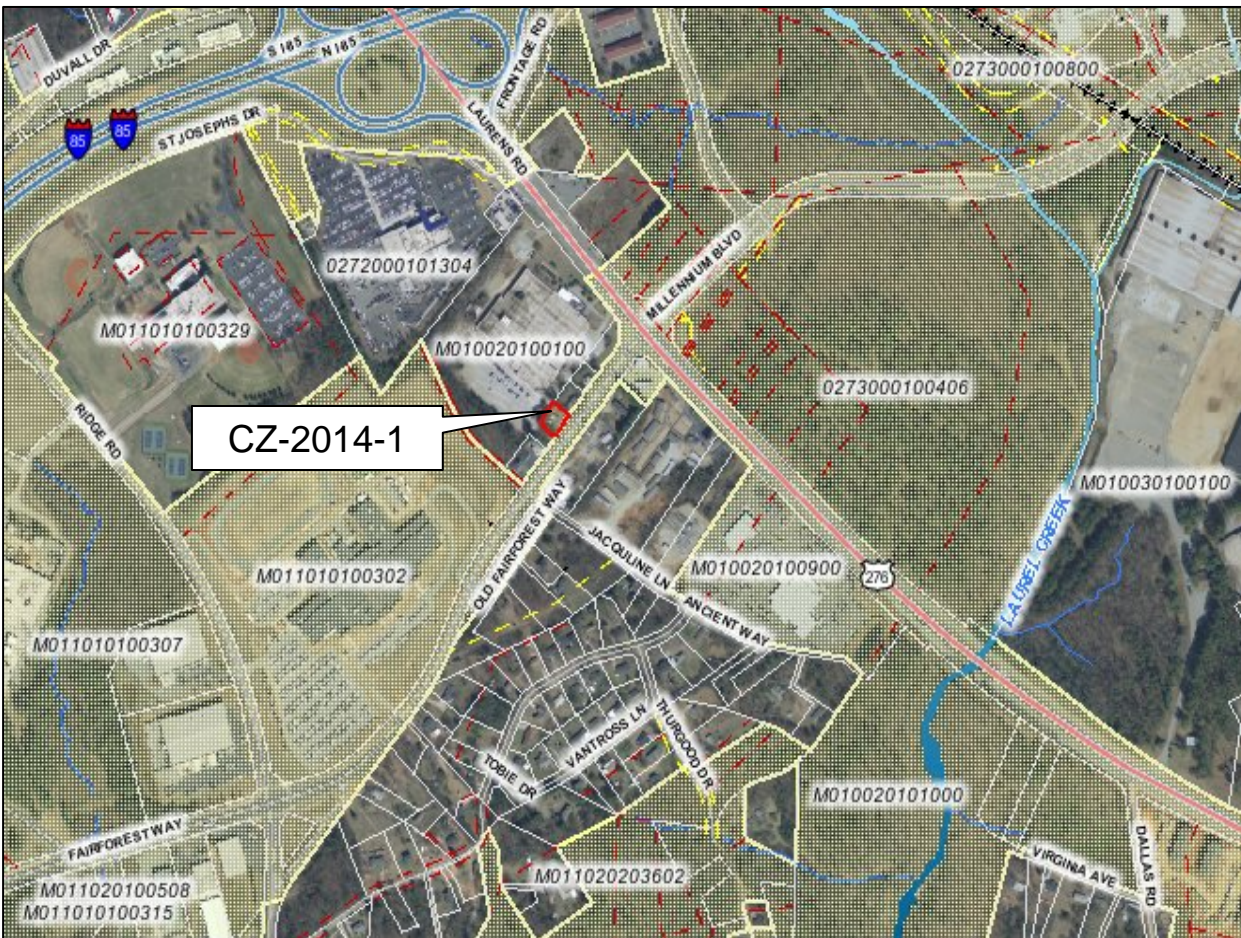 DUVALL DR
S I85
N I85
FRONTAGE RD
0273000100800
85
85
ST JOSEPHS DR
LAURENS RD
0272000101304
MILLENNIUM BLVD
M011010100329
M010020100100
0273000100406
RIDGE RD
CZ-2014-1
M010030100100
OLD FAIRFOREST WAY
JACQULINE LN
M010020100900
276
LAUREL CREEK
M011010100302
ANCIENT WAY
M011010100307
THURGOOD DR
VANTROSS LN
TOBIE DR
M010020101000
FAIRFOREST WAY
DALLAS RD
VIRGINIA AVE
M011020100508
M011020203602
M011010100315